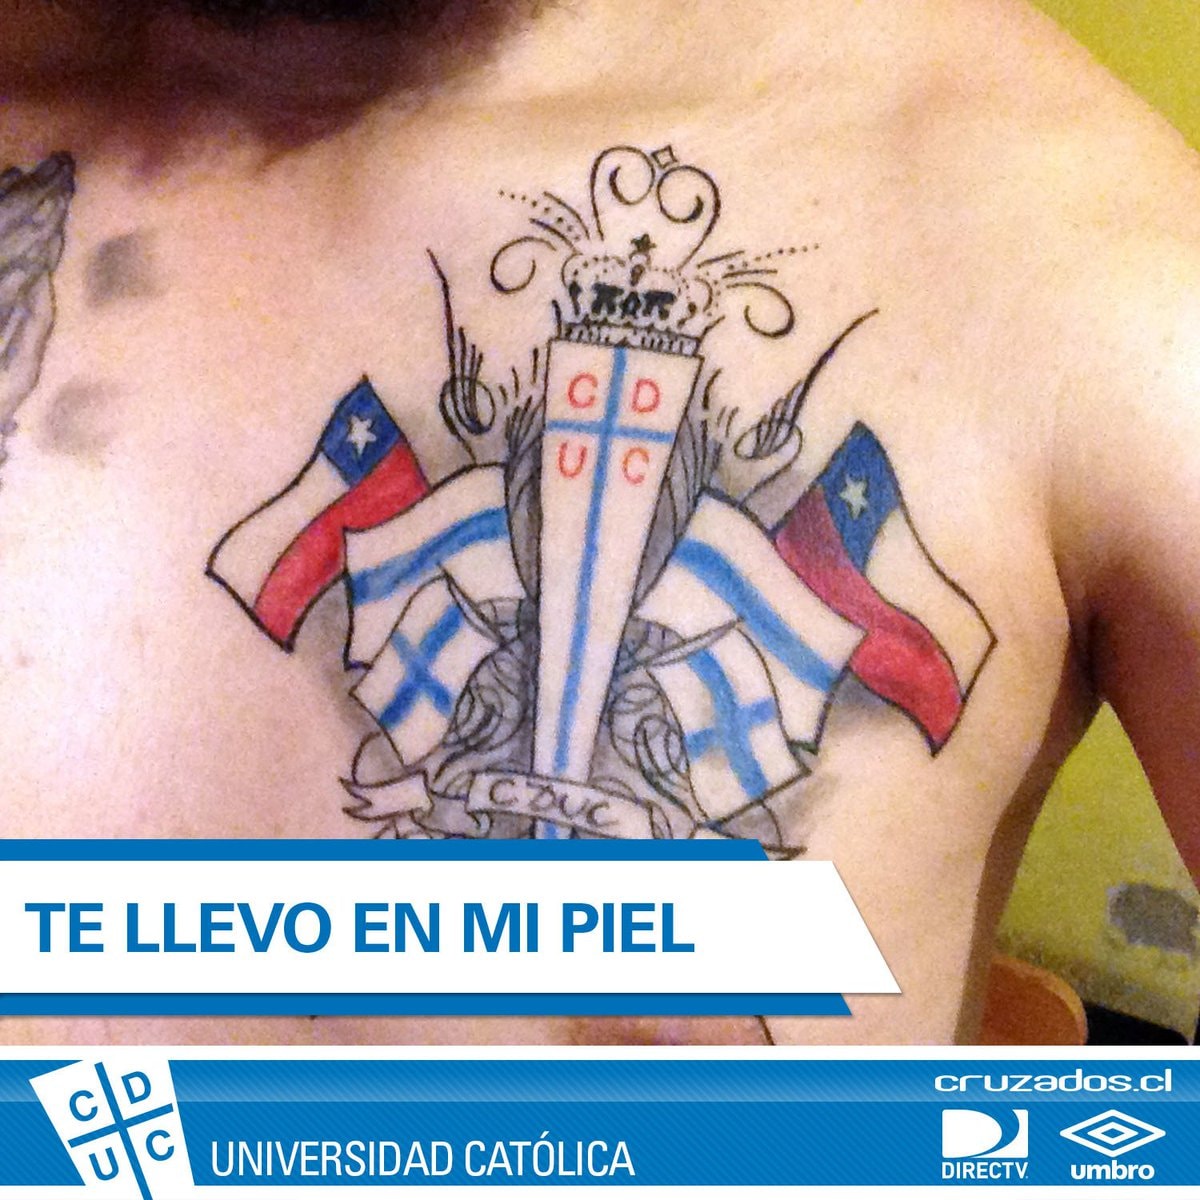 C D
U C
CDUC
TE LLEVO EN MI PIEL
C D
U C
UNIVERSIDAD CATÓLICA
cruzados.cl
DIRECTV
umbro